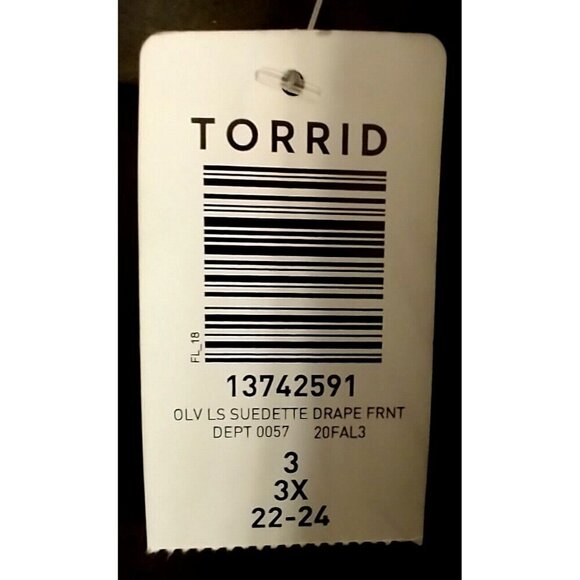 TORRID
FL_18
13742591
OLV LS SUEDETTE DRAPE FRNT
DEPT 0057 20FAL3
3
3X
22-24